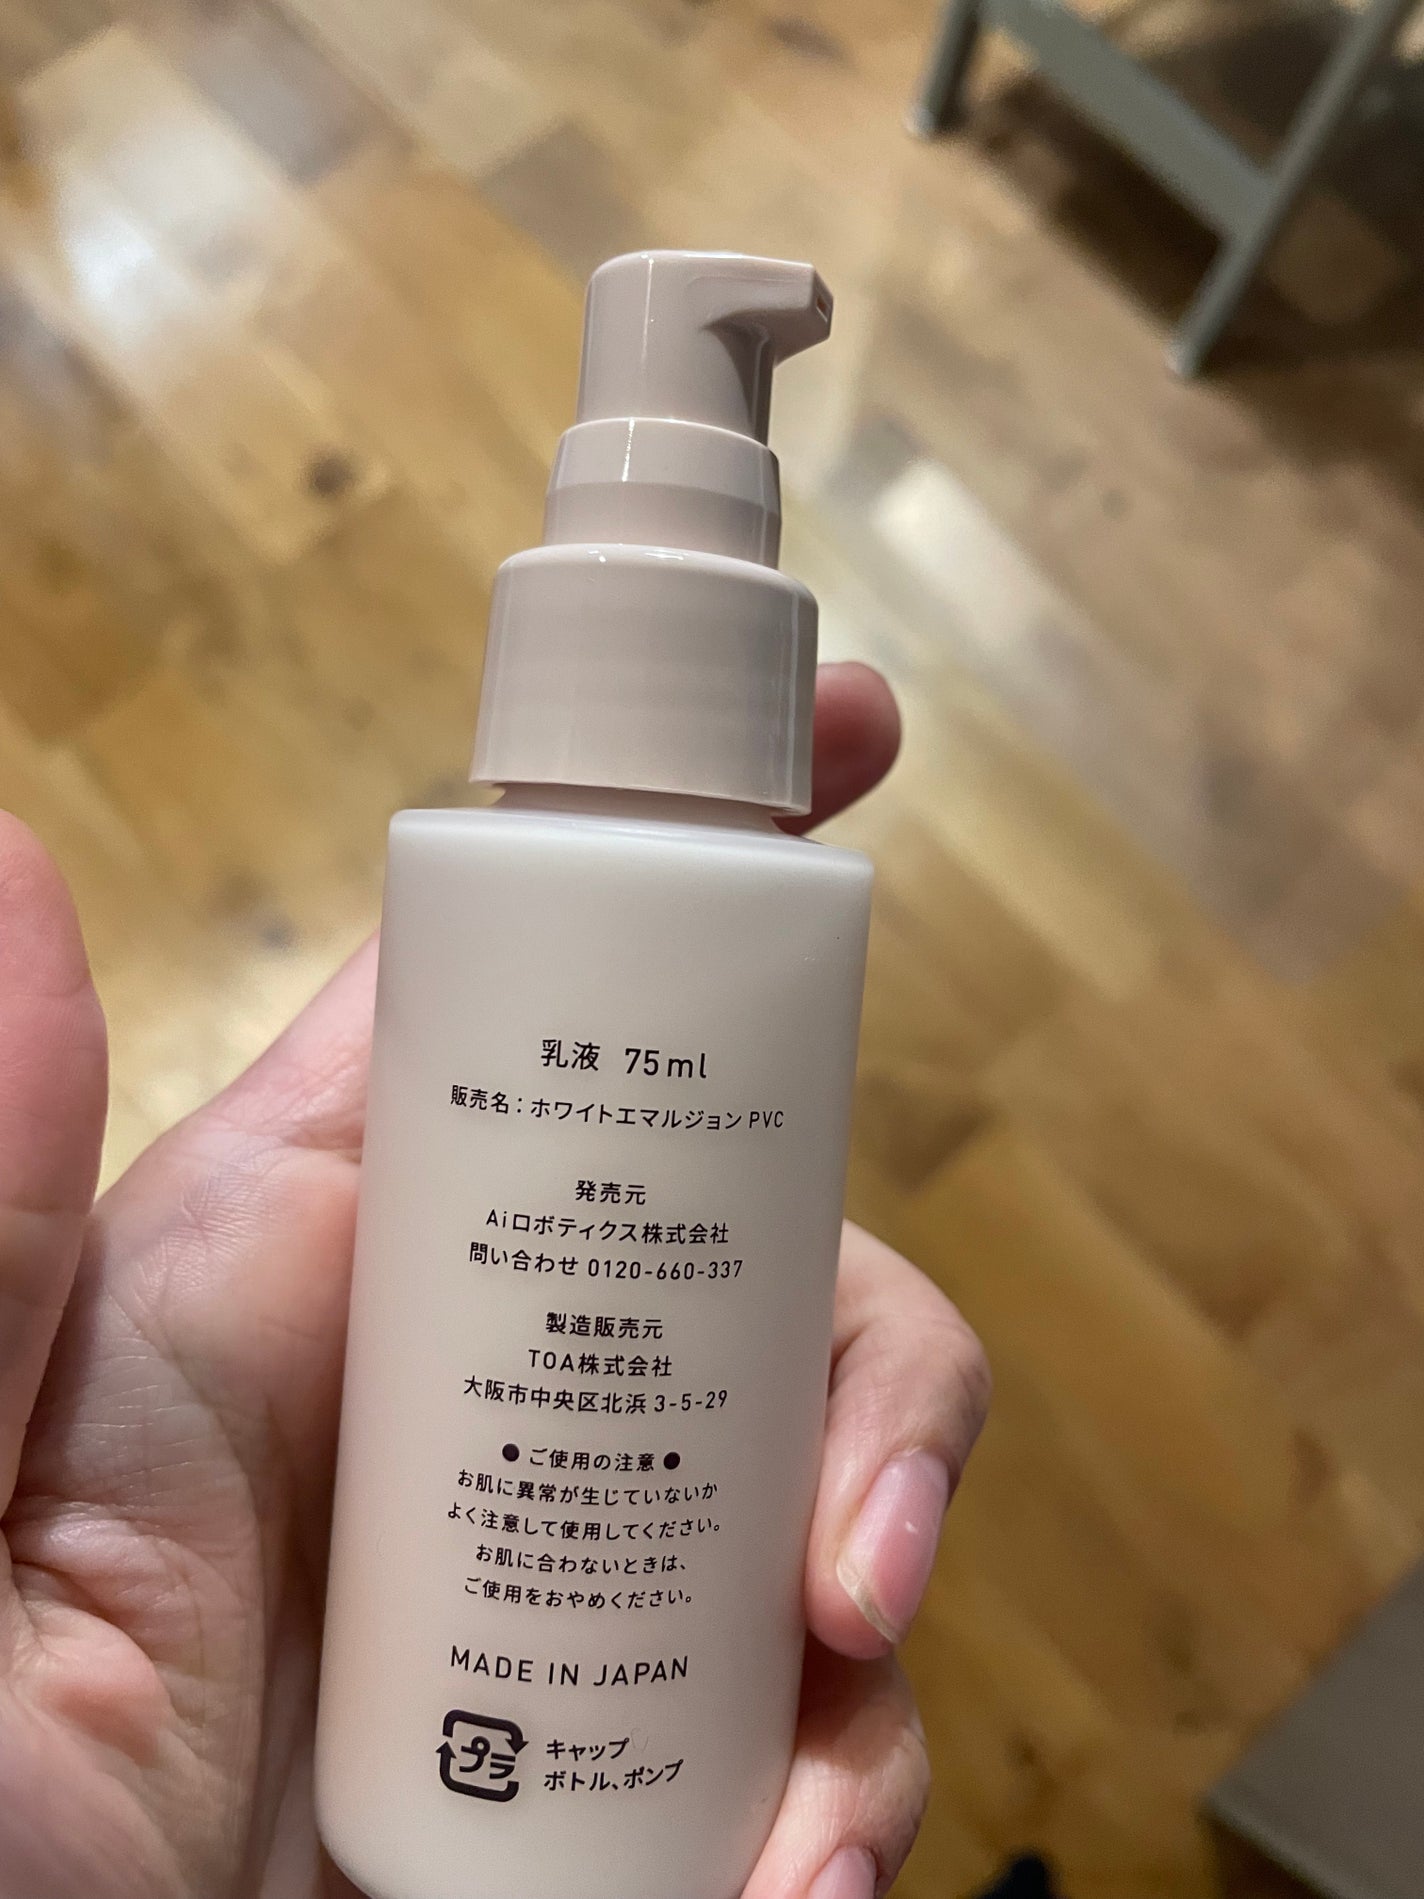 乳液 75ml
販売名：ホワイトエマルジョン PVC
発売元
Aiロボティクス株式会社
問い合わせ 0120-660-337
製造販売元
TOA株式会社
大阪市中央区北浜 3-5-29
● ご使用の注意 ●
お肌に異常が生じていないか
よく注意して使用してください。
お肌に合わないときは、
ご使用をおやめください。
MADE IN JAPAN
プラ
キャップ
ボトル、ポンプ